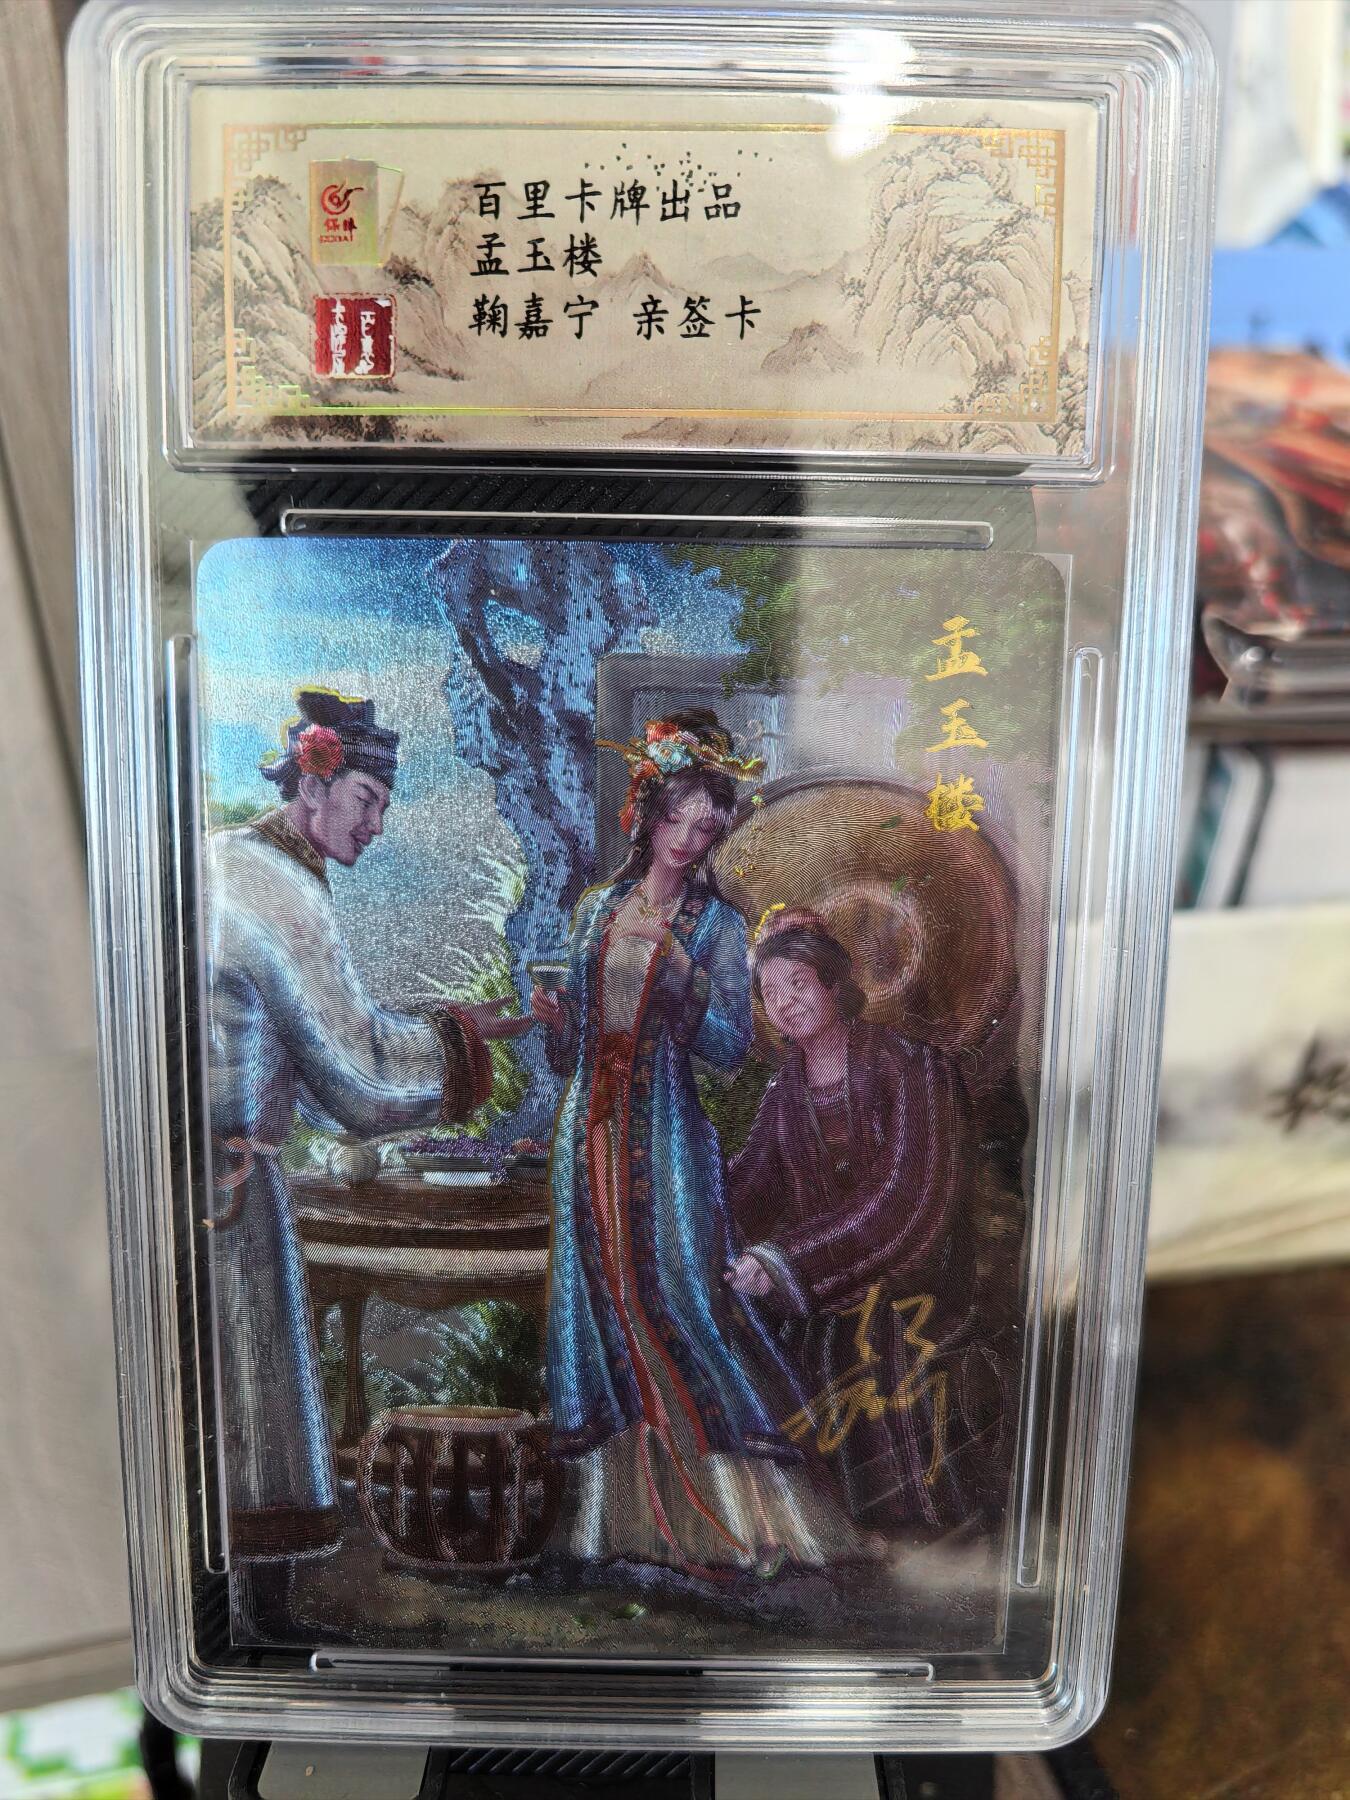 百里卡牌出品
孟玉楼
鞠嘉宁 亲签卡
孟玉楼